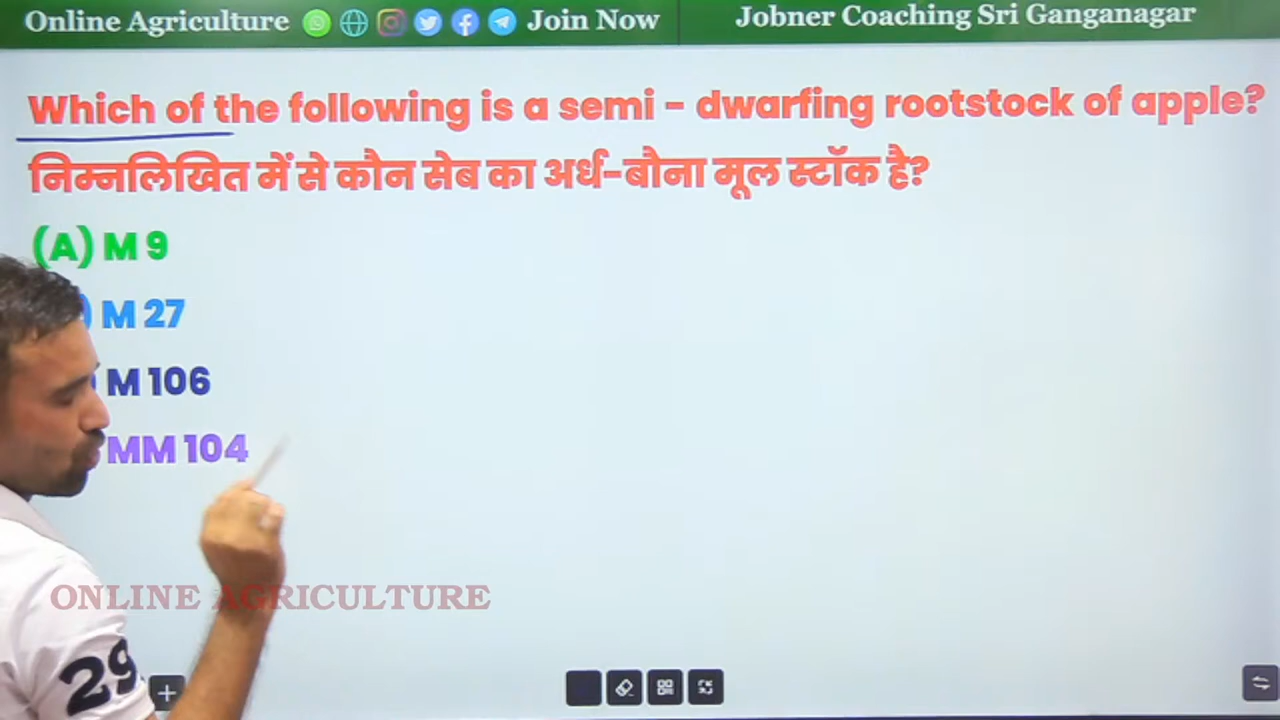 Online Agriculture Join Now
Jobner Coaching Sri Ganganagar
Which of the following is a semi - dwarfing rootstock of apple?
निम्नलिखित में से कौन सेब का अर्ध-बौना मूल स्टॉक है?
(A) M 9
) M 27
) M 106
MM 104
ONLINE AGRICULTURE
29